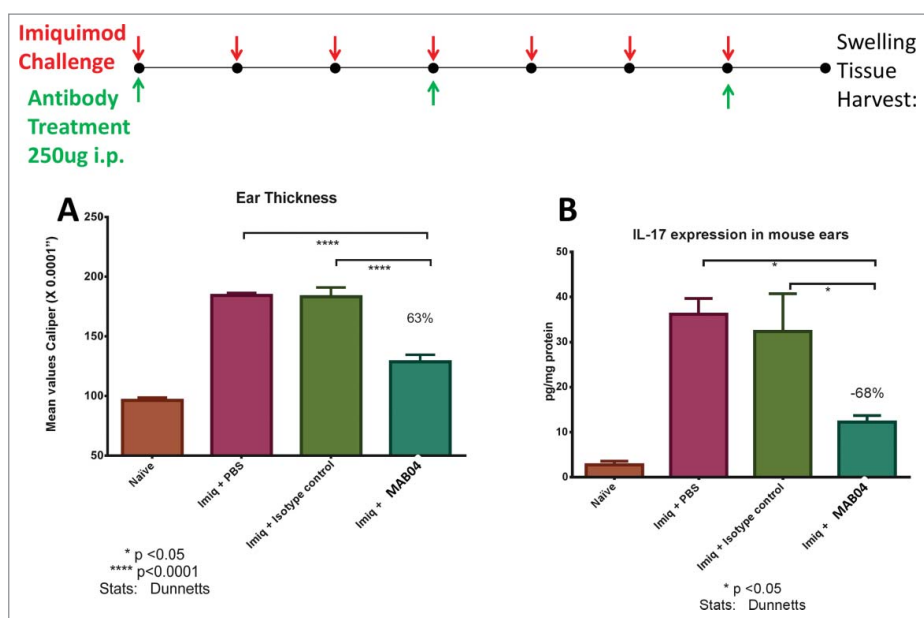 Imiquimod
Challenge
Antibody
Treatment
250ug i.p.
Swelling
Tissue
Harvest:
A
Ear Thickness
Mean values Caliper (X 0.0001”)
250
200
150
100
50
****
****
63%
Naïve
Imiq + PBS
Imiq + Isotype control
Imiq + MAB04
* p <0.05
**** p<0.0001
Stats: Dunnetts
B
IL-17 expression in mouse ears
pg/mg protein
50
40
30
20
10
0
*
*
-68%
Naïve
Imiq + PBS
Imiq + Isotype control
Imiq + MAB04
* p <0.05
Stats: Dunnetts